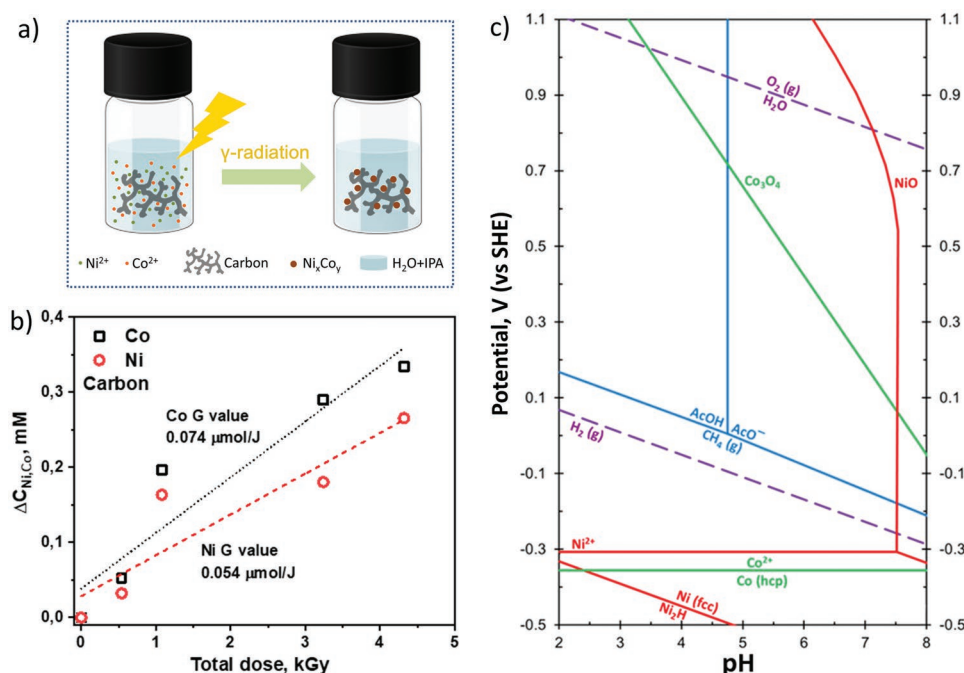 a)
γ-radiation
Ni²⁺ Co²⁺ Carbon NiₓCoᵧ H₂O+IPA
b)
ΔC Ni,Co, mM
0,4
0,3
0,2
0,1
0,0
Co
Ni
Carbon
Co G value
0.074 μmol/J
Ni G value
0.054 μmol/J
0 1 2 3 4 5
Total dose, kGy
c)
Potential, V (vs SHE)
1.1
0.9
0.7
0.5
0.3
0.1
-0.1
-0.3
-0.5
O₂ (g)
H₂O
Co₃O₄
NiO
AcOH AcO⁻
CH₄ (g)
H₂ (g)
Ni²⁺
Co²⁺
Co (hcp)
Ni (fcc)
Ni₂H
1.1
0.9
0.7
0.5
0.3
0.1
-0.1
-0.3
-0.5
2 3 4 5 6 7 8
pH